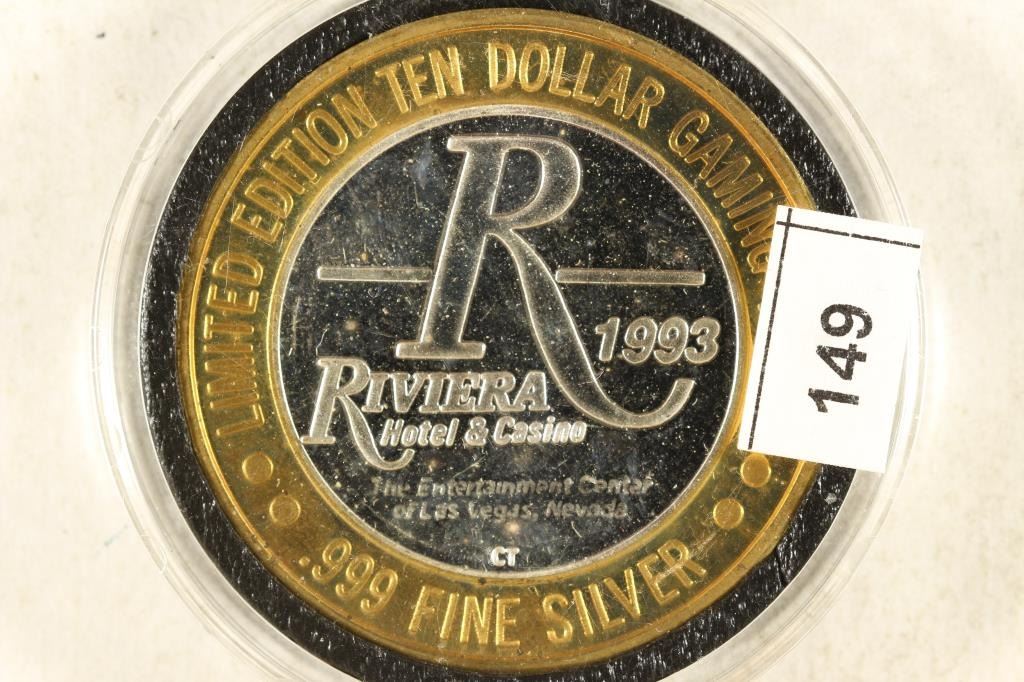 LIMITED EDITION TEN DOLLAR GAMING
R
1993
RIVIERA
Hotel & Casino
The Entertainment Center
of Las Vegas, Nevada
CT
.999 FINE SILVER
149